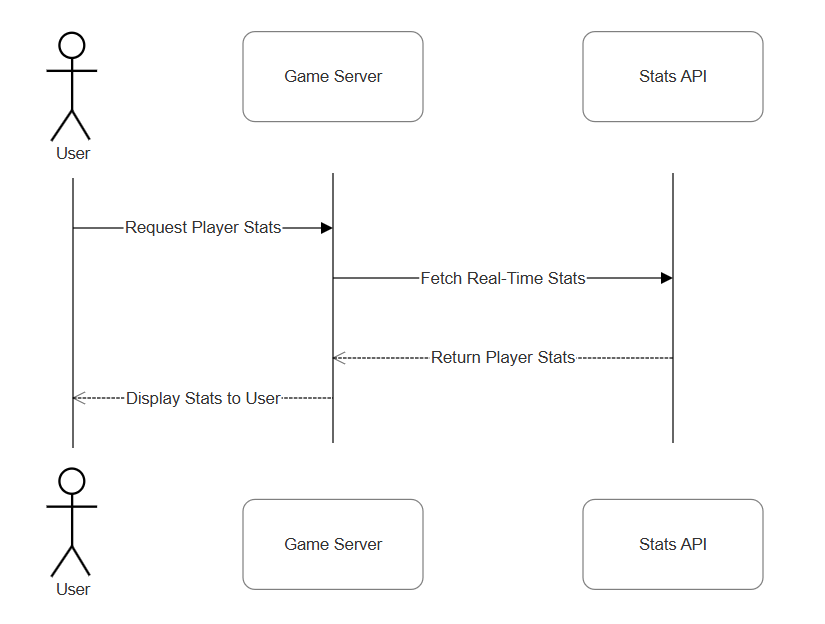 Game Server
Stats API
User
Request Player Stats
Fetch Real-Time Stats
Return Player Stats
Display Stats to User
Game Server
Stats API
User